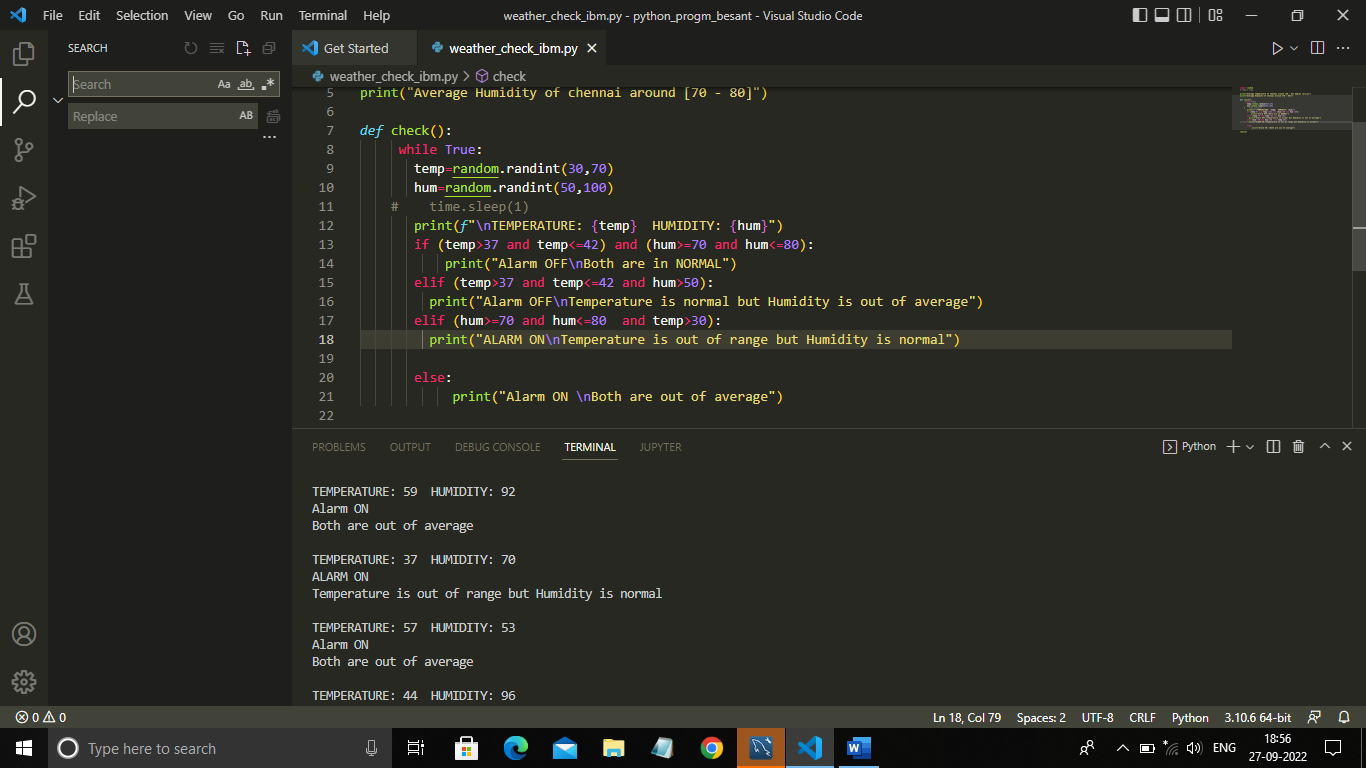 File Edit Selection View Go Run Terminal Help weather_check_ibm.py - python_progm_besant - Visual Studio Code
SEARCH
Search Aa ab
Replace AB
Get Started weather_check_ibm.py
weather_check_ibm.py > check
5 print("Average Humidity of chennai around [70 - 80]")
6
7 def check():
8 while True:
9 temp=random.randint(30,70)
10 hum=random.randint(50,100)
11 # time.sleep(1)
12 print(f"\nTEMPERATURE: {temp}  HUMIDITY: {hum}")
13 if (temp>37 and temp<=42) and (hum>=70 and hum<=80):
14 print("Alarm OFF\nBoth are in NORMAL")
15 elif (temp>37 and temp<=42 and hum>50):
16 print("Alarm OFF\nTemperature is normal but Humidity is out of average")
17 elif (hum>=70 and hum<=80  and temp>30):
18 print("ALARM ON\nTemperature is out of range but Humidity is normal")
19
20 else:
21 print("Alarm ON \nBoth are out of average")
22
PROBLEMS OUTPUT DEBUG CONSOLE TERMINAL JUPYTER Python
TEMPERATURE: 59  HUMIDITY: 92
Alarm ON
Both are out of average
TEMPERATURE: 37  HUMIDITY: 70
ALARM ON
Temperature is out of range but Humidity is normal
TEMPERATURE: 57  HUMIDITY: 53
Alarm ON
Both are out of average
TEMPERATURE: 44  HUMIDITY: 96
0 0 Ln 18, Col 79 Spaces: 2 UTF-8 CRLF Python 3.10.6 64-bit
Type here to search ENG 18:56
27-09-2022